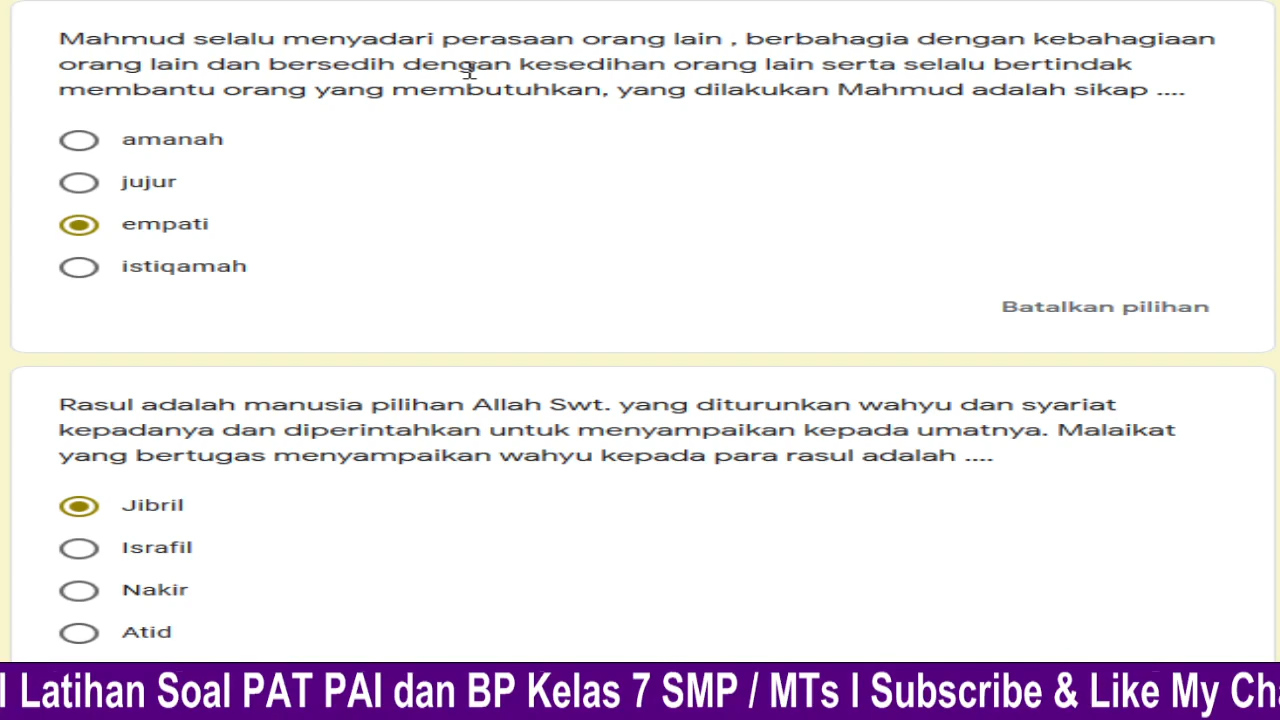 Mahmud selalu menyadari perasaan orang lain , berbahagia dengan kebahagiaan
orang lain dan bersedih dengan kesedihan orang lain serta selalu bertindak
membantu orang yang membutuhkan, yang dilakukan Mahmud adalah sikap ....
amanah
jujur
empati
istiqamah
Batalkan pilihan
Rasul adalah manusia pilihan Allah Swt. yang diturunkan wahyu dan syariat
kepadanya dan diperintahkan untuk menyampaikan kepada umatnya. Malaikat
yang bertugas menyampaikan wahyu kepada para rasul adalah ....
Jibril
Israfil
Nakir
Atid
I Latihan Soal PAT PAI dan BP Kelas 7 SMP / MTs I Subscribe & Like My Ch